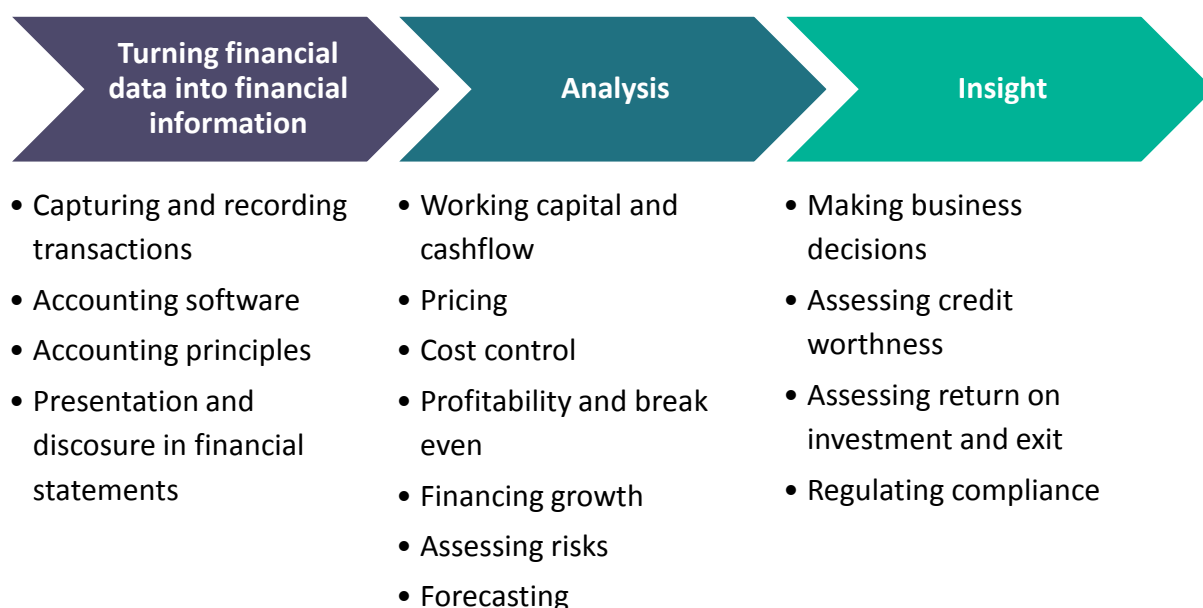 Turning financial
data into financial
information
• Capturing and recording
transactions
• Accounting software
• Accounting principles
• Presentation and
discosure in financial
statements
Analysis
• Working capital and
cashflow
• Pricing
• Cost control
• Profitability and break
even
• Financing growth
• Assessing risks
• Forecasting
Insight
• Making business
decisions
• Assessing credit
worthness
• Assessing return on
investment and exit
• Regulating compliance